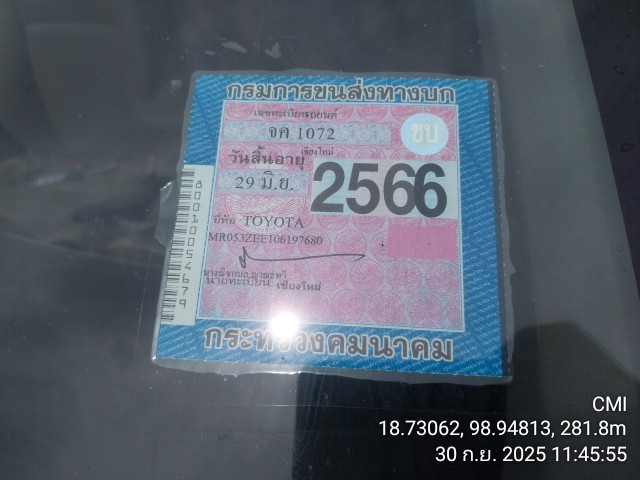 กรมการขนส่งทางบก
เลขทะเบียนรถยนต์
จค 1072
ขบ
เชียงใหม่
วันสิ้นอายุ
29 มิ.ย.
2566
ยี่ห้อ TOYOTA
MR053ZEE106197680
นายทะเบียน เชียงใหม่
กระทรวงคมนาคม
800100054679
CMI
18.73062, 98.94813, 281.8m
30 ก.ย. 2025 11:45:55